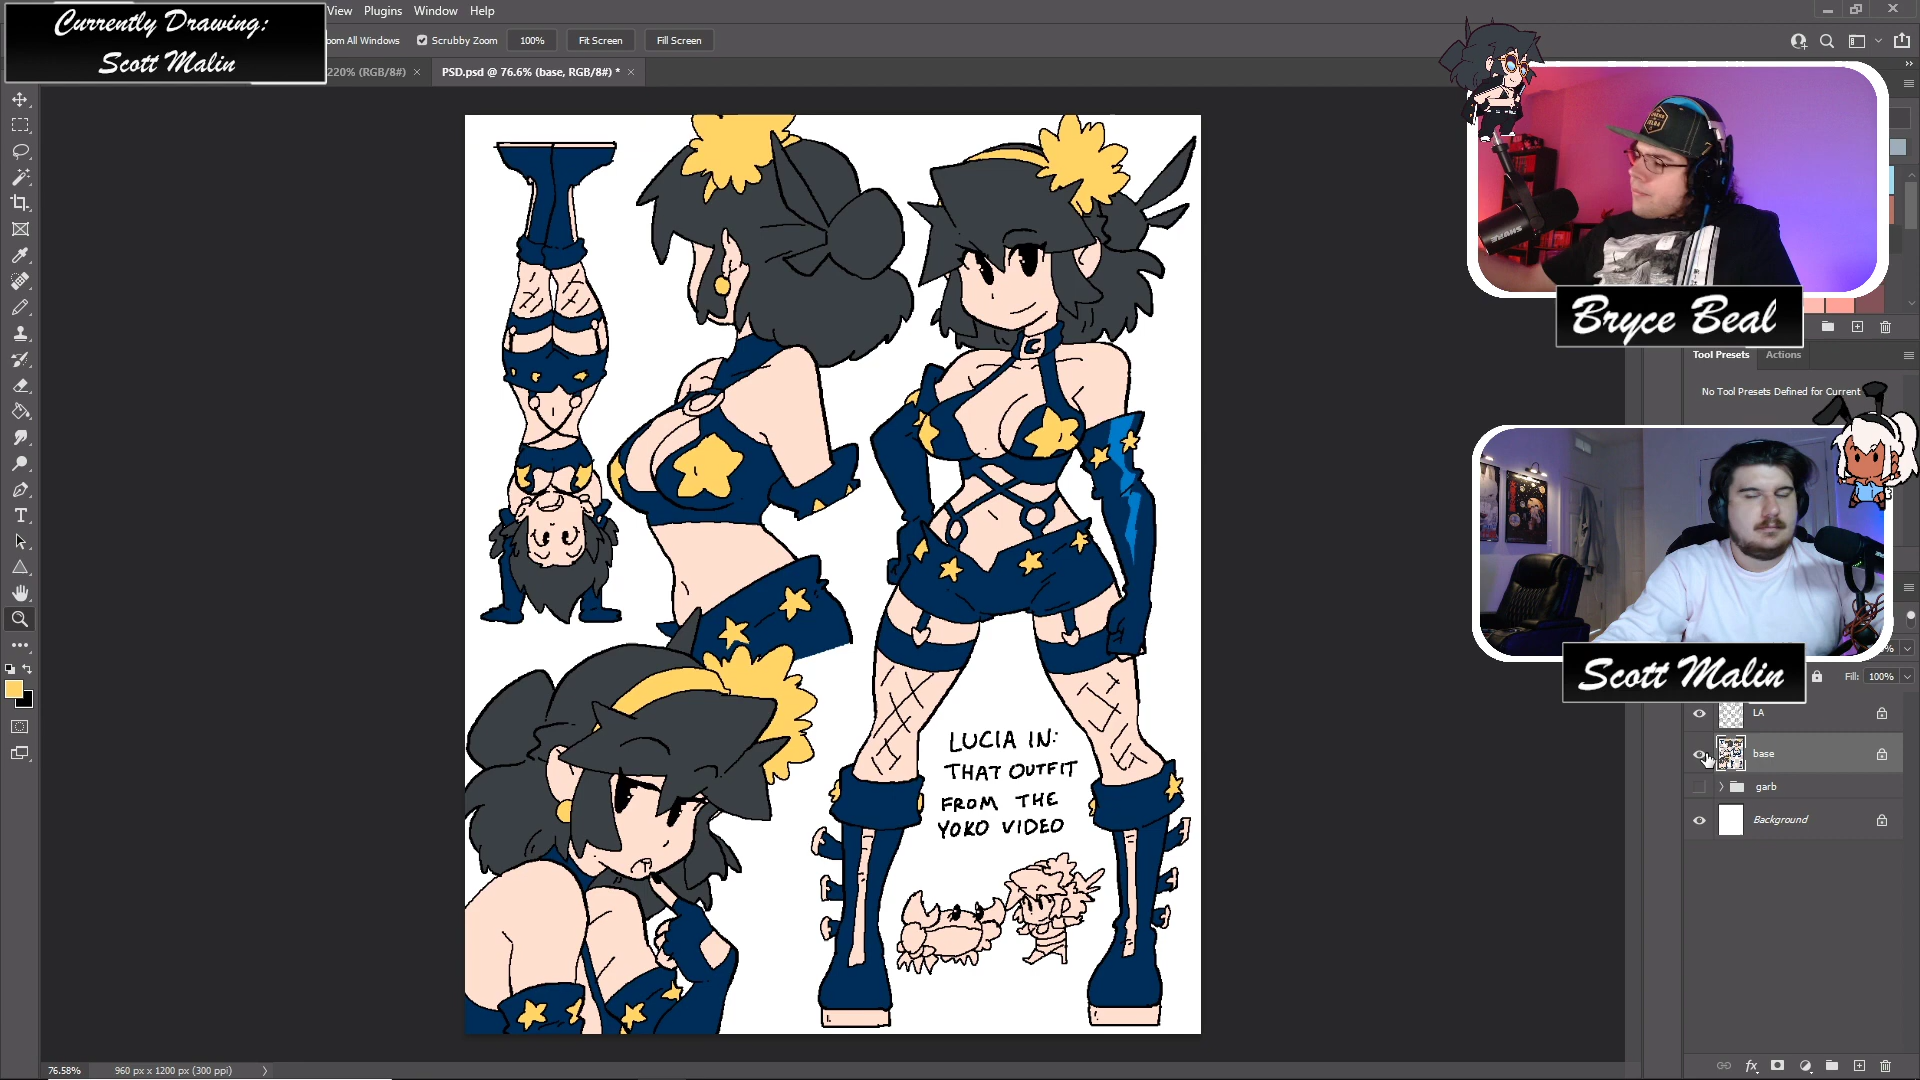 Currently Drawing:
Scott Malin
View Plugins Window Help
oom All Windows Scrubby Zoom 100% Fit Screen Fill Screen
220% (RGB/8#) × PSD.psd @ 76.6% (base, RGB/8#) * ×
Bryce Beal
SHURE
Tool Presets Actions
No Tool Presets Defined for Current
Scott Malin
Fill: 100%
LA
base
garb
Background
LUCIA IN:
THAT OUTFIT
FROM THE
YOKO VIDEO
76.58% 960 px x 1200 px (300 ppi)